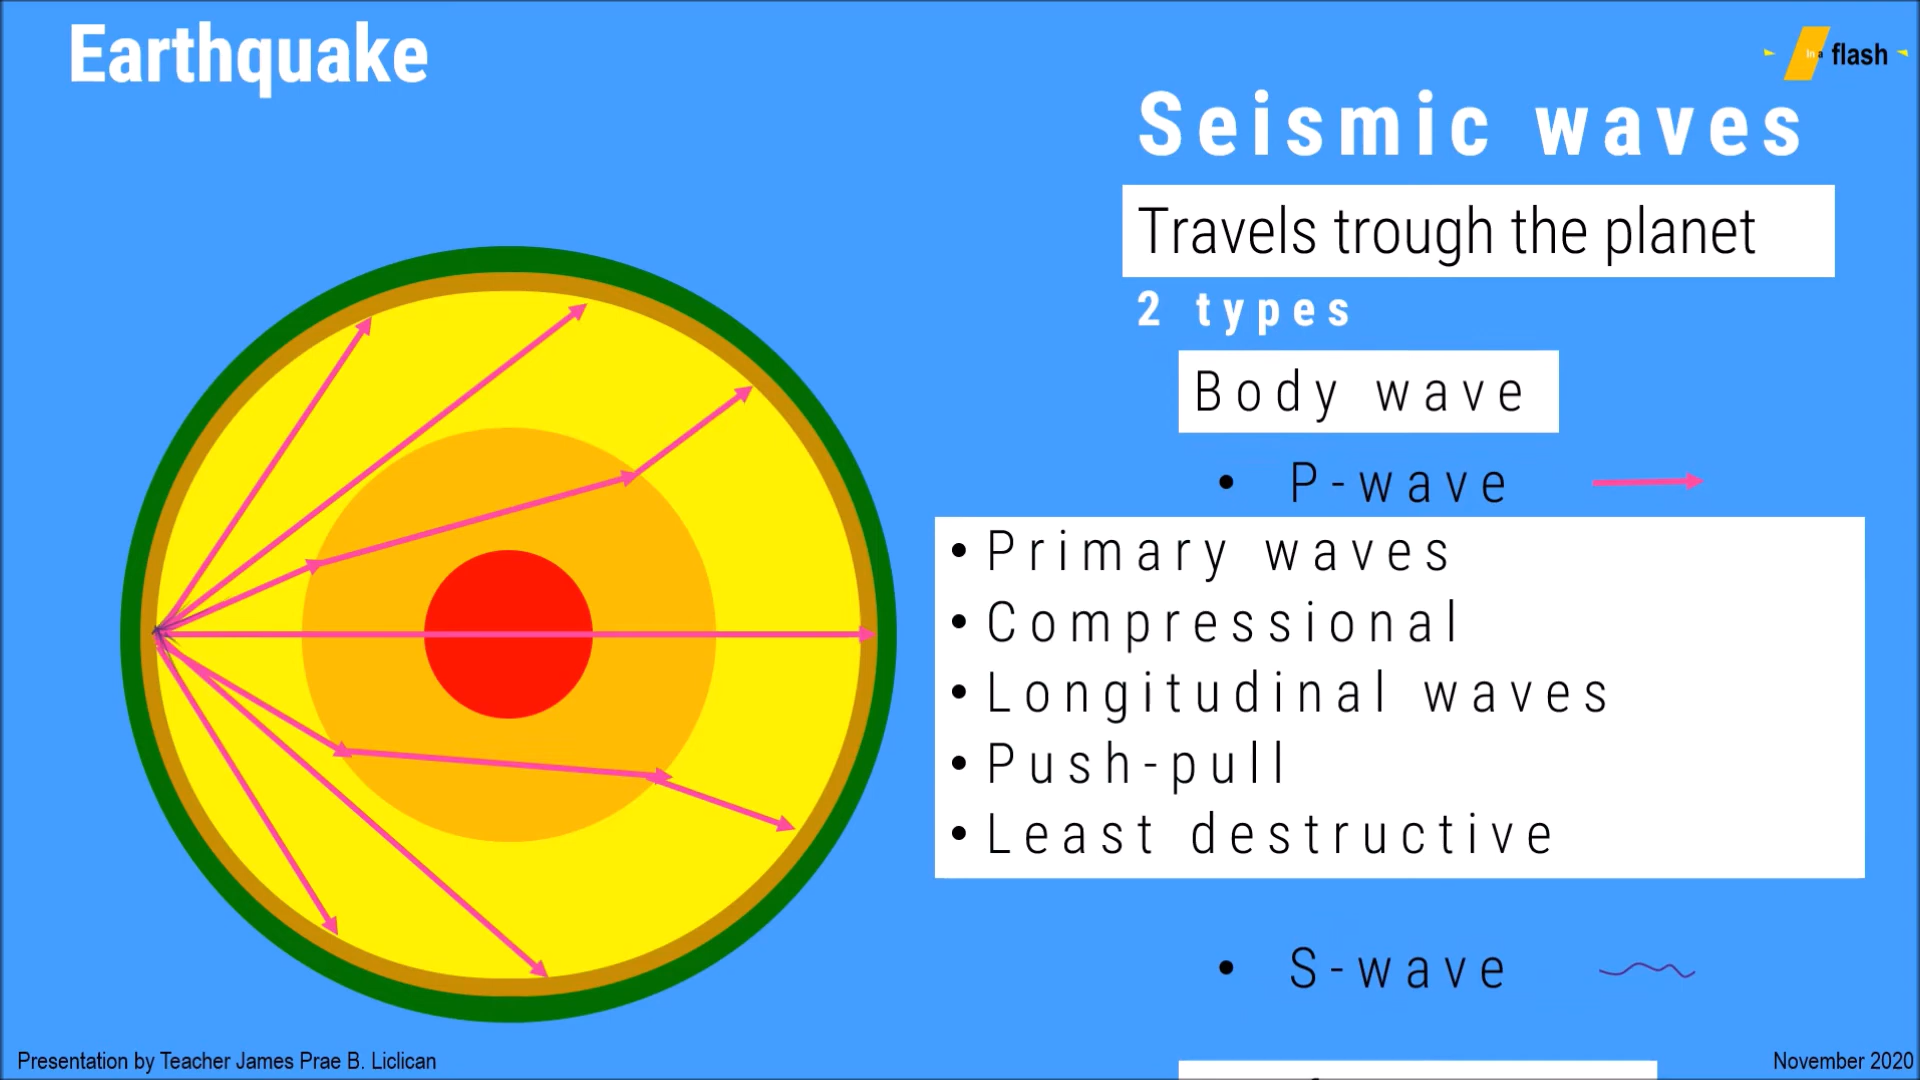 Earthquake
In a flash
Seismic waves
Travels trough the planet
2 types
Body wave
• P-wave
• Primary waves
• Compressional
• Longitudinal waves
• Push-pull
• Least destructive
• S-wave
Presentation by Teacher James Prae B. Liclican
November 2020